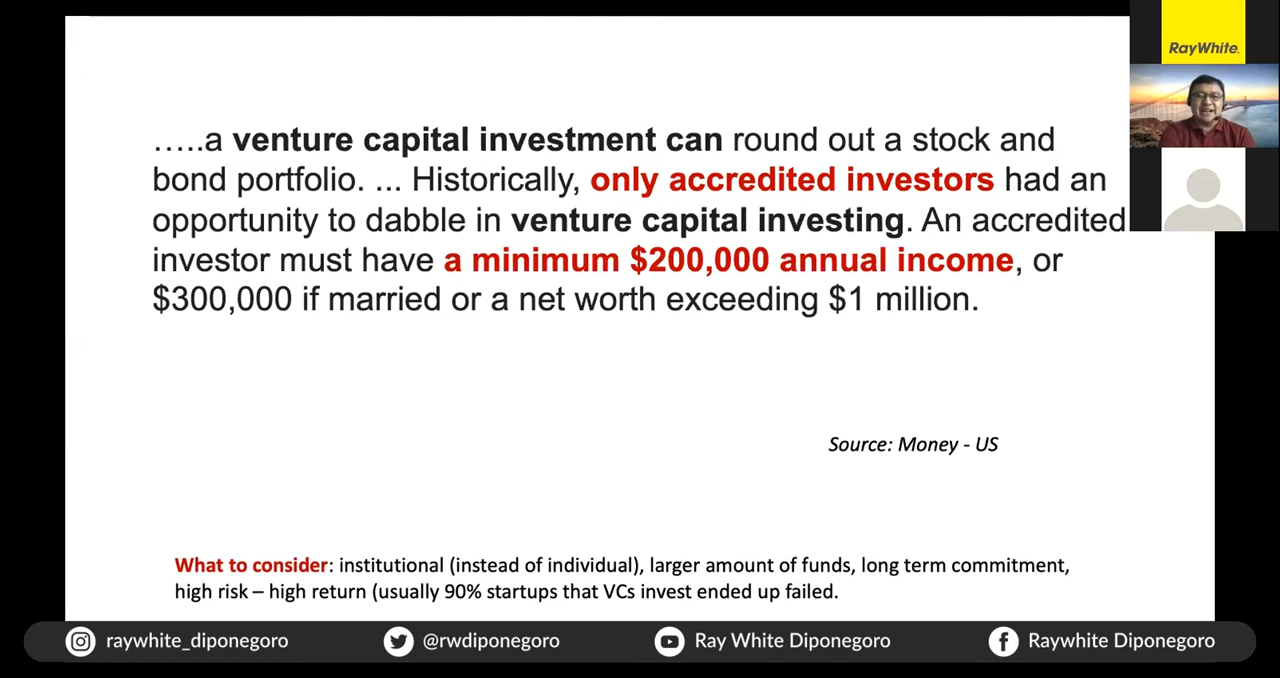 RayWhite.
…..a venture capital investment can round out a stock and
bond portfolio. ... Historically, only accredited investors had an
opportunity to dabble in venture capital investing. An accredited
investor must have a minimum $200,000 annual income, or
$300,000 if married or a net worth exceeding $1 million.
Source: Money - US
What to consider: institutional (instead of individual), larger amount of funds, long term commitment,
high risk – high return (usually 90% startups that VCs invest ended up failed.
raywhite_diponegoro
@rwdiponegoro
Ray White Diponegoro
Raywhite Diponegoro